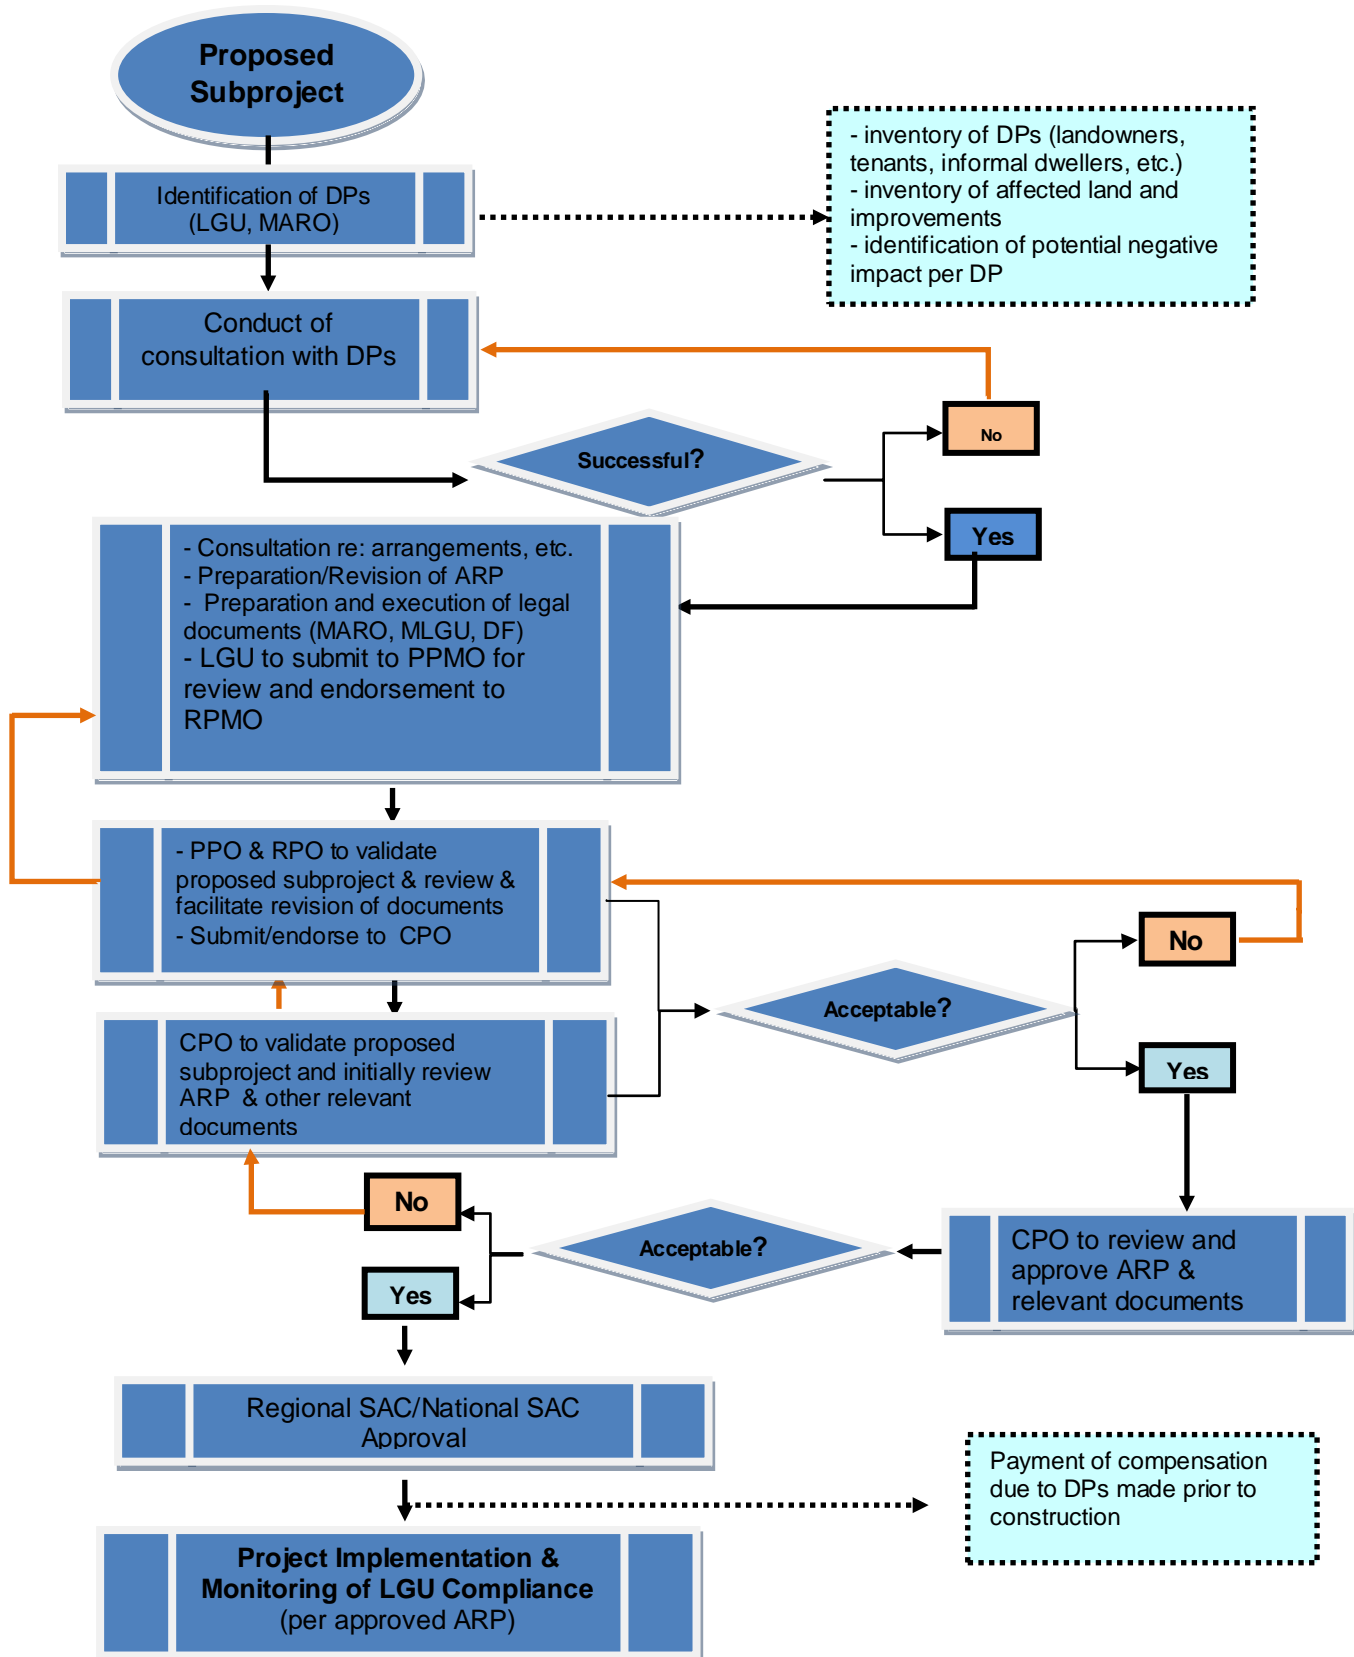 Proposed
Subproject
- inventory of DPs (landowners,
tenants, informal dwellers, etc.)
- inventory of affected land and
improvements
- identification of potential negative
impact per DP
Identification of DPs
(LGU, MARO)
Conduct of
consultation with DPs
No
Successful?
Yes
- Consultation re: arrangements, etc.
- Preparation/Revision of ARP
- Preparation and execution of legal
documents (MARO, MLGU, DF)
- LGU to submit to PPMO for
review and endorsement to
RPMO
- PPO & RPO to validate
proposed subproject & review &
facilitate revision of documents
- Submit/endorse to CPO
No
Acceptable?
Yes
CPO to validate proposed
subproject and initially review
ARP & other relevant
documents
No
Acceptable?
Yes
CPO to review and
approve ARP &
relevant documents
Regional SAC/National SAC
Approval
Payment of compensation
due to DPs made prior to
construction
Project Implementation &
Monitoring of LGU Compliance
(per approved ARP)